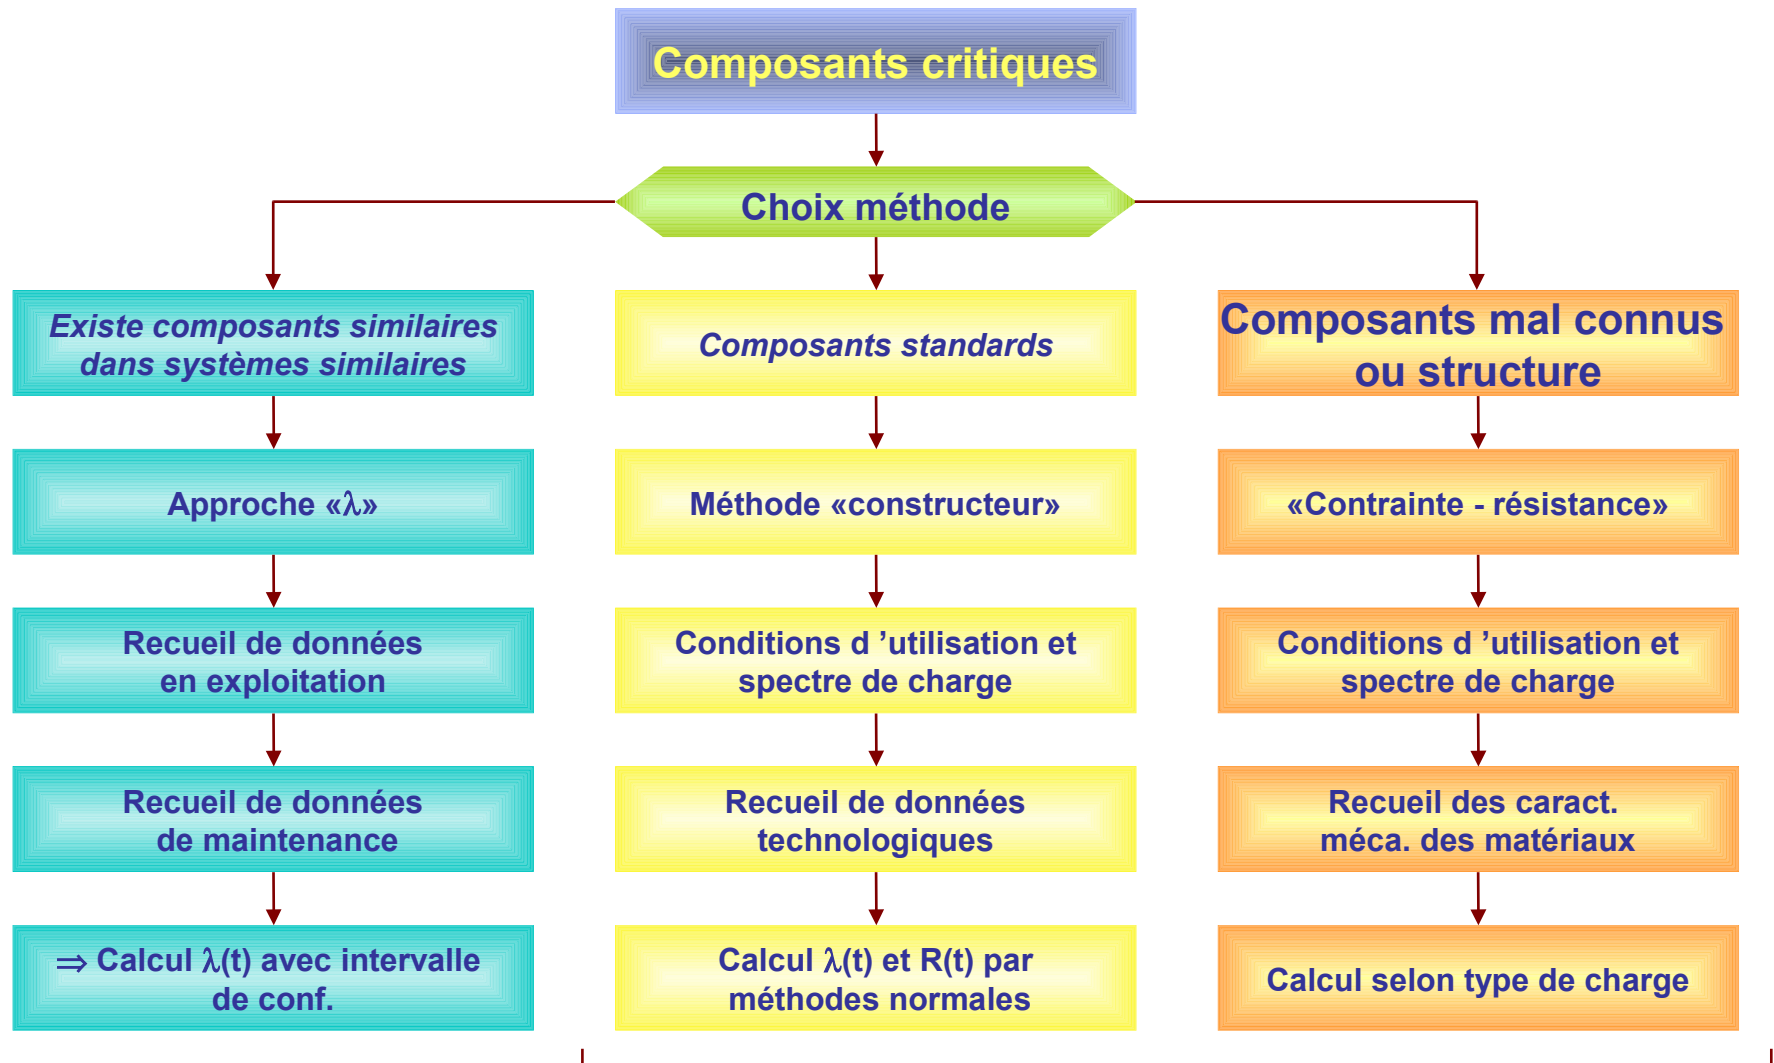 Composants critiques
Choix méthode
Existe composants similaires
dans systèmes similaires
Composants standards
Composants mal connus
ou structure
Approche «λ»
Méthode «constructeur»
«Contrainte - résistance»
Recueil de données
en exploitation
Conditions d ’utilisation et
spectre de charge
Conditions d ’utilisation et
spectre de charge
Recueil de données
de maintenance
Recueil de données
technologiques
Recueil des caract.
méca. des matériaux
⇒ Calcul λ(t) avec intervalle
de conf.
Calcul λ(t) et R(t) par
méthodes normales
Calcul selon type de charge